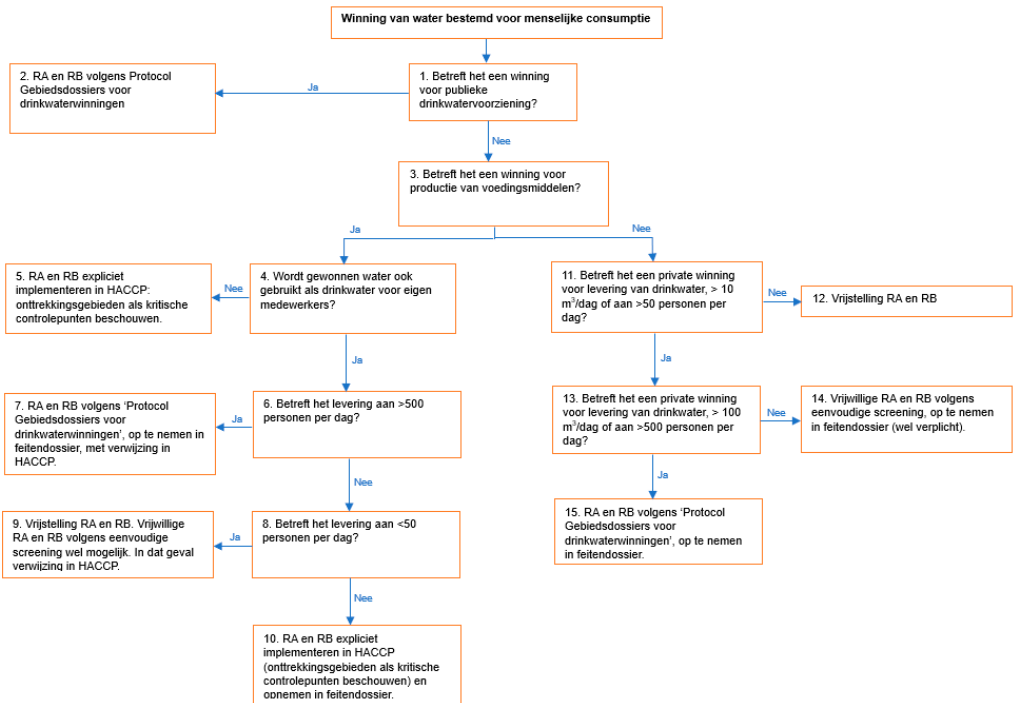 Winning van water bestemd voor menselijke consumptie
2. RA en RB volgens Protocol
Gebiedsdossiers voor
drinkwaterwinningen
Ja
1. Betreft het een winning
voor publieke
drinkwatervoorziening?
Nee
3. Betreft het een winning voor
productie van voedingsmiddelen?
Ja
Nee
5. RA en RB expliciet
implementeren in HACCP:
onttrekkingsgebieden als kritische
controlepunten beschouwen.
Nee
4. Wordt gewonnen water ook
gebruikt als drinkwater voor eigen
medewerkers?
11. Betreft het een private winning
voor levering van drinkwater, > 10
m³/dag of aan >50 personen per
dag?
Nee
12. Vrijstelling RA en RB
Ja
Ja
7. RA en RB volgens ‘Protocol
Gebiedsdossiers voor
drinkwaterwinningen’, op te nemen in
feitendossier, met verwijzing in
HACCP.
Ja
6. Betreft het levering aan >500
personen per dag?
13. Betreft het een private winning
voor levering van drinkwater, > 100
m³/dag of aan >500 personen per
dag?
Nee
14. Vrijwillige RA en RB volgens
eenvoudige screening, op te nemen
in feitendossier (wel verplicht).
Nee
Ja
9. Vrijstelling RA en RB. Vrijwillige
RA en RB volgens eenvoudige
screening wel mogelijk. In dat geval
verwijzing in HACCP.
Ja
8. Betreft het levering aan <50
personen per dag?
15. RA en RB volgens ‘Protocol
Gebiedsdossiers voor
drinkwaterwinningen’, op te nemen
in feitendossier.
Nee
10. RA en RB expliciet
implementeren in HACCP
(onttrekkingsgebieden als kritische
controlepunten beschouwen) en
opnemen in feitendossier.